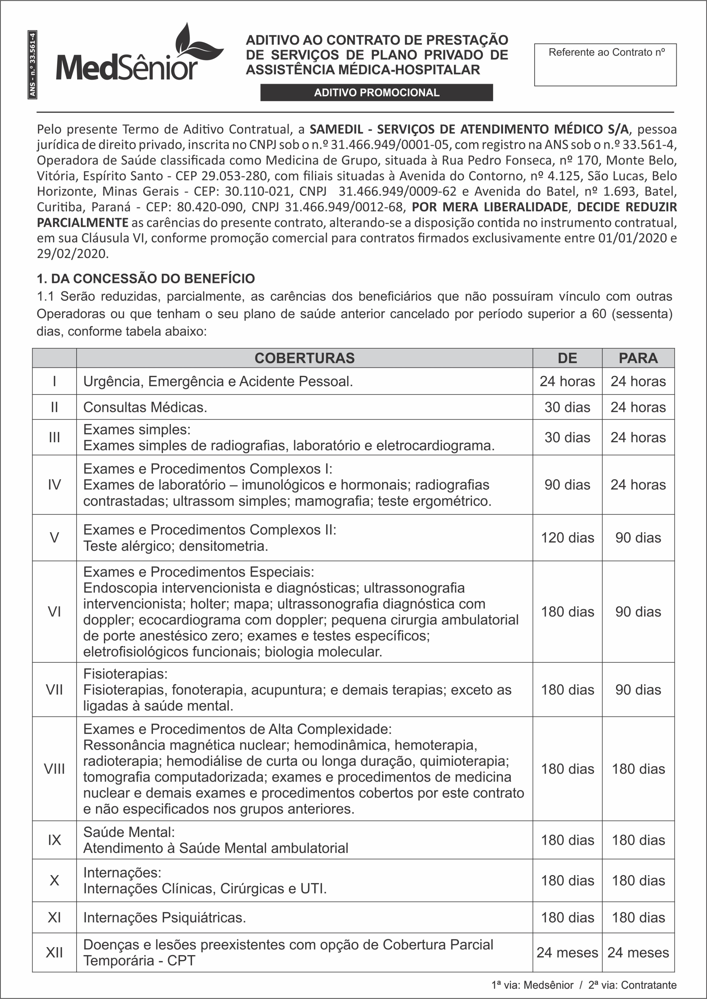 ANS - n.º 33.561-4
MedSênior
ADITIVO AO CONTRATO DE PRESTAÇÃO
DE SERVIÇOS DE PLANO PRIVADO DE
ASSISTÊNCIA MÉDICA-HOSPITALAR
ADITIVO PROMOCIONAL
Referente ao Contrato nº
Pelo presente Termo de Aditivo Contratual, a SAMEDIL - SERVIÇOS DE ATENDIMENTO MÉDICO S/A, pessoa
jurídica de direito privado, inscrita no CNPJ sob o n.º 31.466.949/0001-05, com registro na ANS sob o n.º 33.561-4,
Operadora de Saúde classificada como Medicina de Grupo, situada à Rua Pedro Fonseca, nº 170, Monte Belo,
Vitória, Espírito Santo - CEP 29.053-280, com filiais situadas à Avenida do Contorno, nº 4.125, São Lucas, Belo
Horizonte, Minas Gerais - CEP: 30.110-021, CNPJ 31.466.949/0009-62 e Avenida do Batel, nº 1.693, Batel,
Curitiba, Paraná - CEP: 80.420-090, CNPJ 31.466.949/0012-68, POR MERA LIBERALIDADE, DECIDE REDUZIR
PARCIALMENTE as carências do presente contrato, alterando-se a disposição contida no instrumento contratual,
em sua Cláusula VI, conforme promoção comercial para contratos firmados exclusivamente entre 01/01/2020 e
29/02/2020.
1. DA CONCESSÃO DO BENEFÍCIO
1.1 Serão reduzidas, parcialmente, as carências dos beneficiários que não possuíram vínculo com outras
Operadoras ou que tenham o seu plano de saúde anterior cancelado por período superior a 60 (sessenta)
dias, conforme tabela abaixo:
COBERTURAS DE PARA
I Urgência, Emergência e Acidente Pessoal. 24 horas 24 horas
II Consultas Médicas. 30 dias 24 horas
III Exames simples:
Exames simples de radiografias, laboratório e eletrocardiograma. 30 dias 24 horas
IV Exames e Procedimentos Complexos I:
Exames de laboratório – imunológicos e hormonais; radiografias
contrastadas; ultrassom simples; mamografia; teste ergométrico. 90 dias 24 horas
V Exames e Procedimentos Complexos II:
Teste alérgico; densitometria. 120 dias 90 dias
VI Exames e Procedimentos Especiais:
Endoscopia intervencionista e diagnósticas; ultrassonografia
intervencionista; holter; mapa; ultrassonografia diagnóstica com
doppler; ecocardiograma com doppler; pequena cirurgia ambulatorial
de porte anestésico zero; exames e testes específicos;
eletrofisiológicos funcionais; biologia molecular. 180 dias 90 dias
VII Fisioterapias:
Fisioterapias, fonoterapia, acupuntura; e demais terapias; exceto as
ligadas à saúde mental. 180 dias 90 dias
VIII Exames e Procedimentos de Alta Complexidade:
Ressonância magnética nuclear; hemodinâmica, hemoterapia,
radioterapia; hemodiálise de curta ou longa duração, quimioterapia;
tomografia computadorizada; exames e procedimentos de medicina
nuclear e demais exames e procedimentos cobertos por este contrato
e não especificados nos grupos anteriores. 180 dias 180 dias
IX Saúde Mental:
Atendimento à Saúde Mental ambulatorial 180 dias 180 dias
X Internações:
Internações Clínicas, Cirúrgicas e UTI. 180 dias 180 dias
XI Internações Psiquiátricas. 180 dias 180 dias
XII Doenças e lesões preexistentes com opção de Cobertura Parcial
Temporária - CPT 24 meses 24 meses
1ª via: Medsênior / 2ª via: Contratante